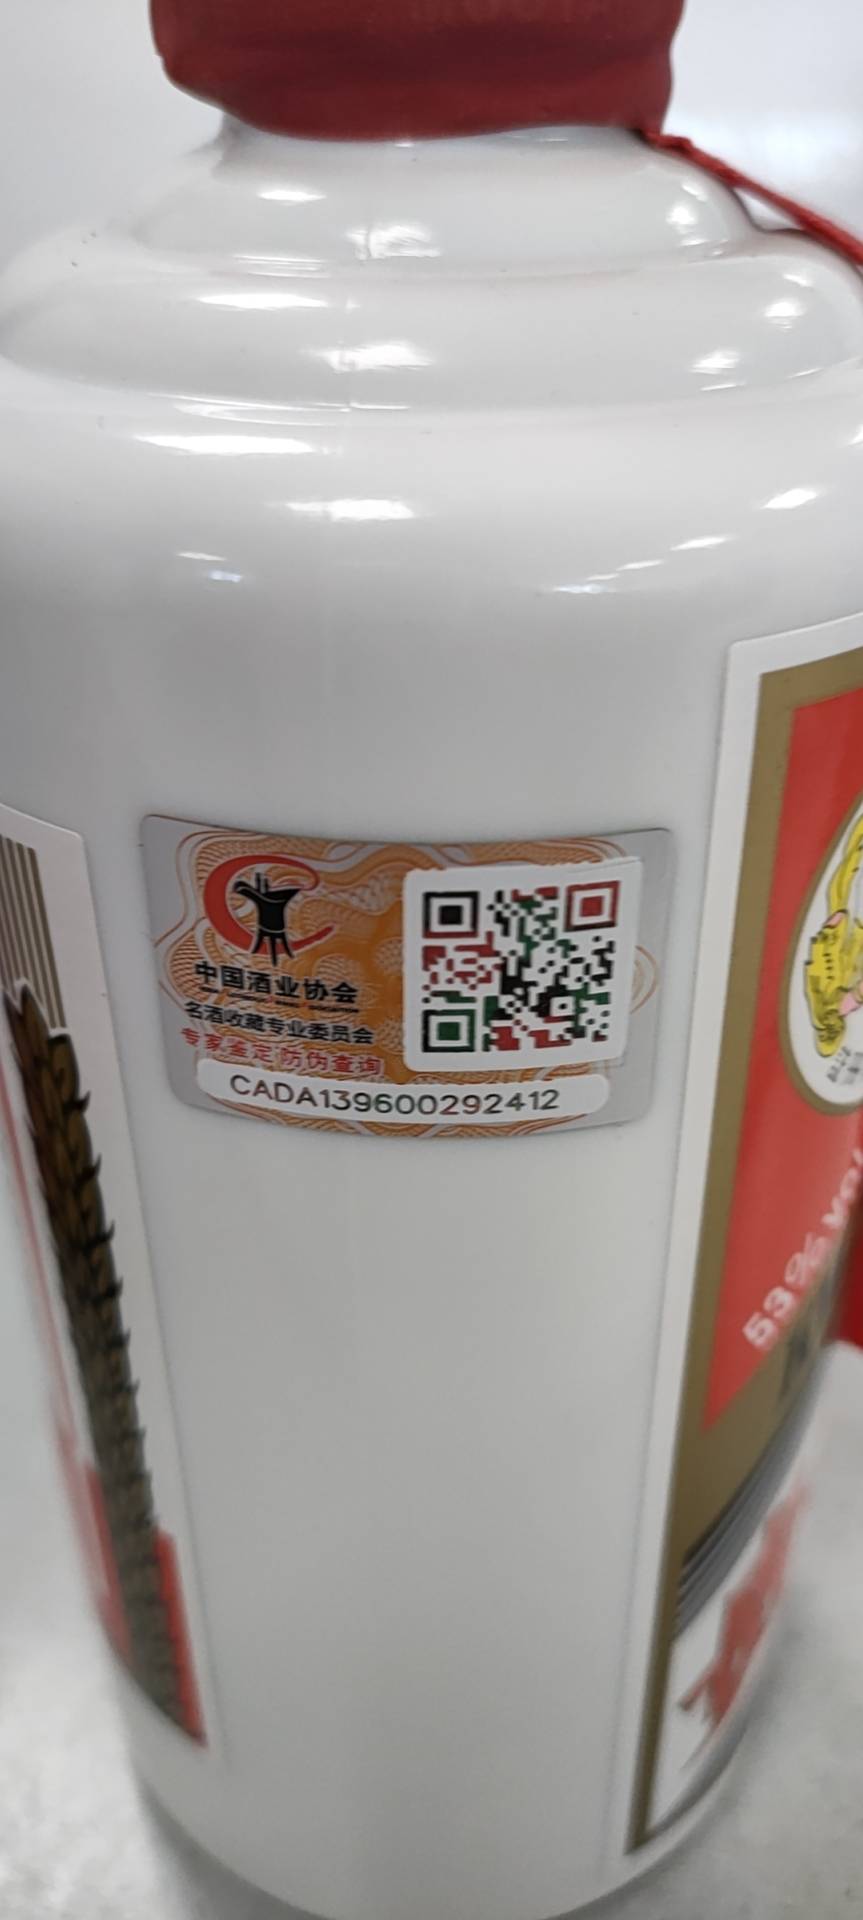 中国酒业协会
名酒收藏专业委员会
专家鉴定 防伪查询
CADA139600292412
53% vol